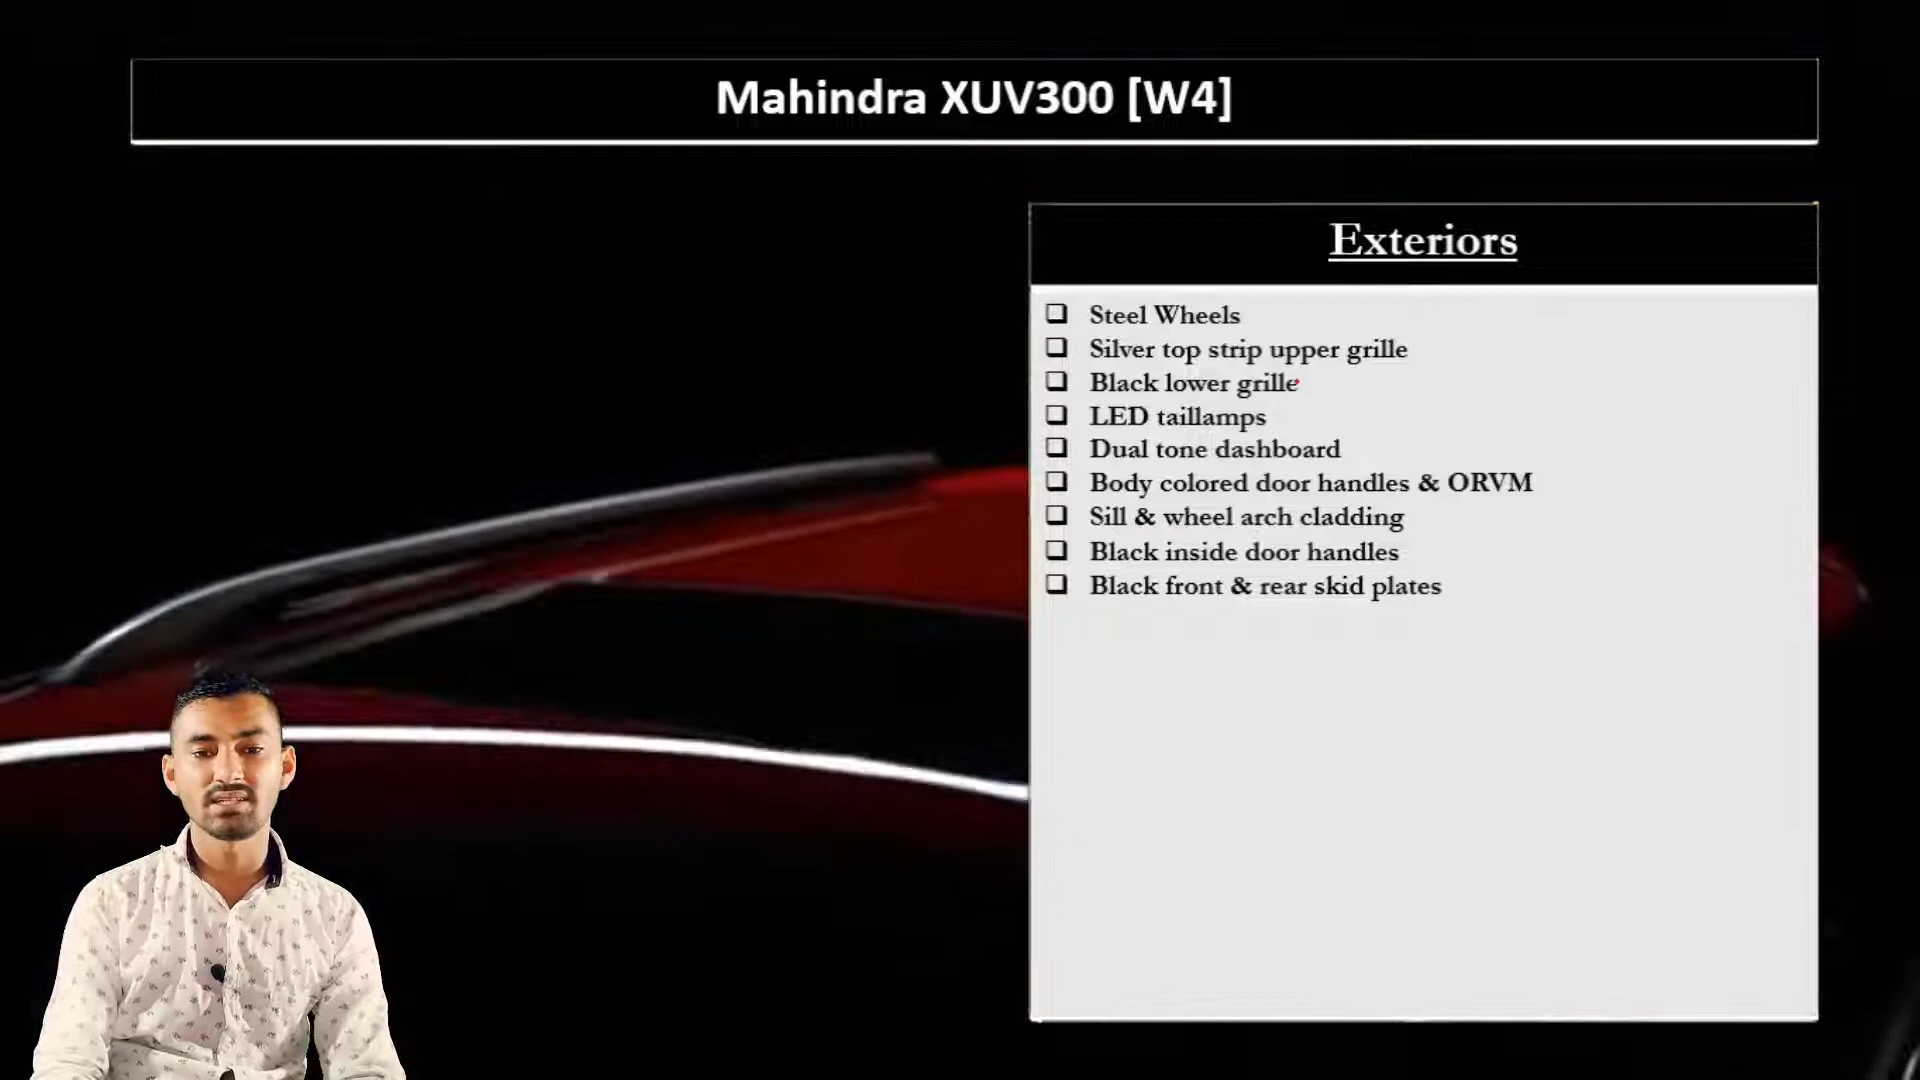 Mahindra XUV300 [W4]
Exteriors
Steel Wheels
Silver top strip upper grille
Black lower grille
LED taillamps
Dual tone dashboard
Body colored door handles & ORVM
Sill & wheel arch cladding
Black inside door handles
Black front & rear skid plates